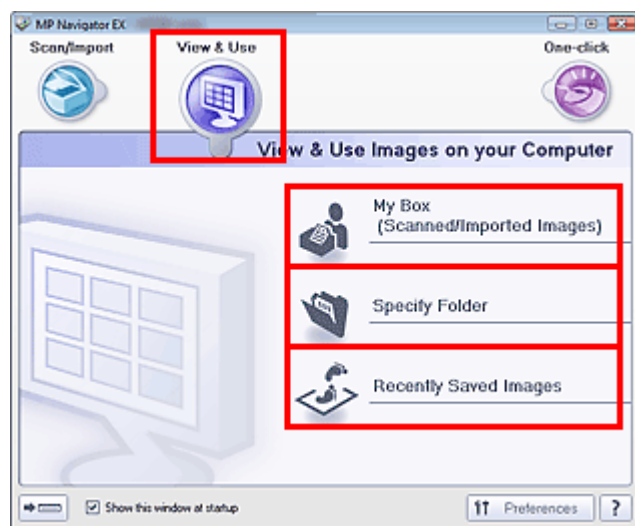 MP Navigator EX
Scan/Import
View & Use
One-click
View & Use Images on your Computer
My Box
(Scanned/Imported Images)
Specify Folder
Recently Saved Images
Show this window at startup
Preferences
?